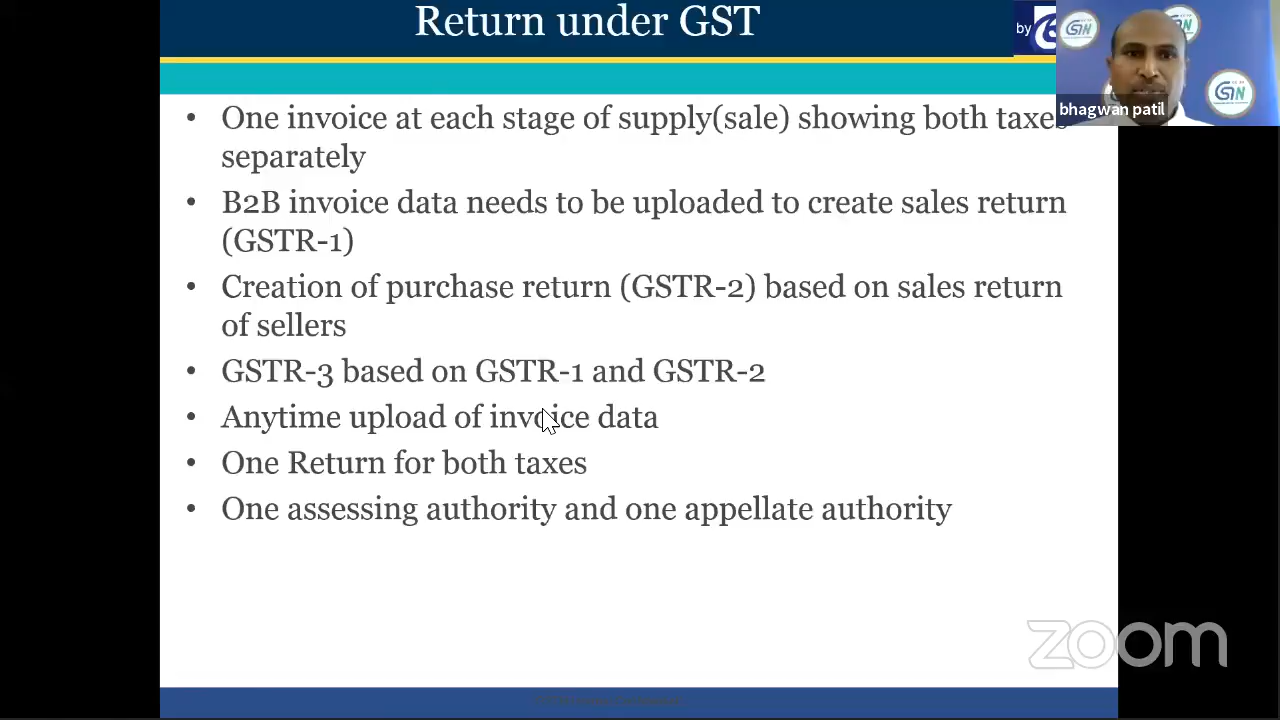 Return under GST
by
bhagwan patil
• One invoice at each stage of supply(sale) showing both taxes
separately
• B2B invoice data needs to be uploaded to create sales return
(GSTR-1)
• Creation of purchase return (GSTR-2) based on sales return
of sellers
• GSTR-3 based on GSTR-1 and GSTR-2
• Anytime upload of invoice data
• One Return for both taxes
• One assessing authority and one appellate authority
zoom